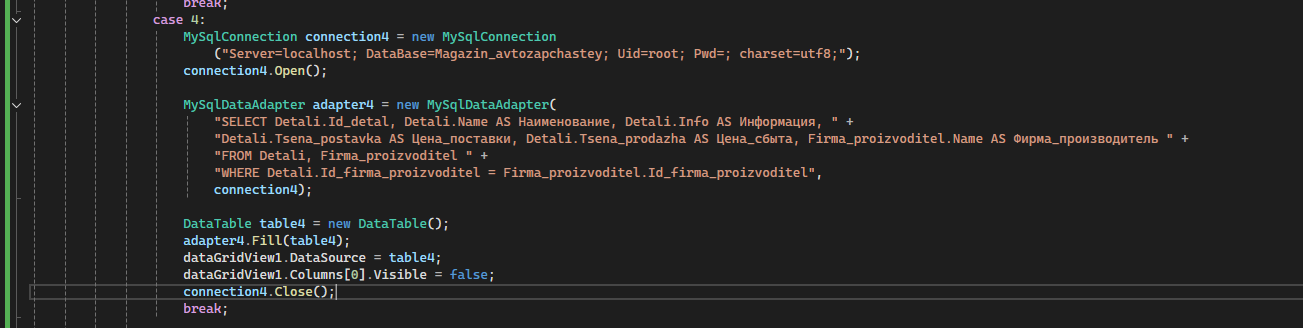 break;
case 4:
MySqlConnection connection4 = new MySqlConnection
("Server=localhost; DataBase=Magazin_avtozapchastey; Uid=root; Pwd=; charset=utf8;");
connection4.Open();
MySqlDataAdapter adapter4 = new MySqlDataAdapter(
"SELECT Detali.Id_detal, Detali.Name AS Наименование, Detali.Info AS Информация, " +
"Detali.Tsena_postavka AS Цена_поставки, Detali.Tsena_prodazha AS Цена_сбыта, Firma_proizvoditel.Name AS Фирма_производитель " +
"FROM Detali, Firma_proizvoditel " +
"WHERE Detali.Id_firma_proizvoditel = Firma_proizvoditel.Id_firma_proizvoditel",
connection4);
DataTable table4 = new DataTable();
adapter4.Fill(table4);
dataGridView1.DataSource = table4;
dataGridView1.Columns[0].Visible = false;
connection4.Close();
break;